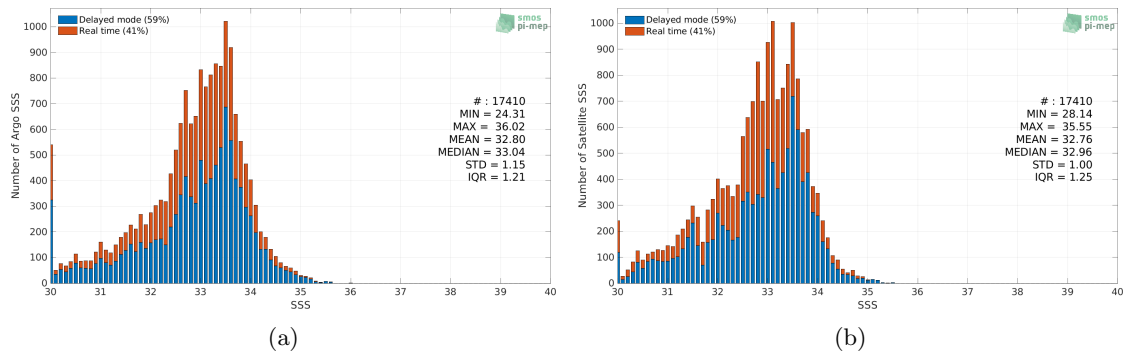 Delayed mode (59%)
Real time (41%)
smos
pi-mep
1000
900
800
700
600
500
400
300
200
100
0
Number of Argo SSS
# : 17410
MIN = 24.31
MAX = 36.02
MEAN = 32.80
MEDIAN = 33.04
STD = 1.15
IQR = 1.21
30 31 32 33 34 35 36 37 38 39 40
SSS
(a)
Delayed mode (59%)
Real time (41%)
smos
pi-mep
1000
900
800
700
600
500
400
300
200
100
0
Number of Satellite SSS
# : 17410
MIN = 28.14
MAX = 35.55
MEAN = 32.76
MEDIAN = 32.96
STD = 1.00
IQR = 1.25
30 31 32 33 34 35 36 37 38 39 40
SSS
(b)